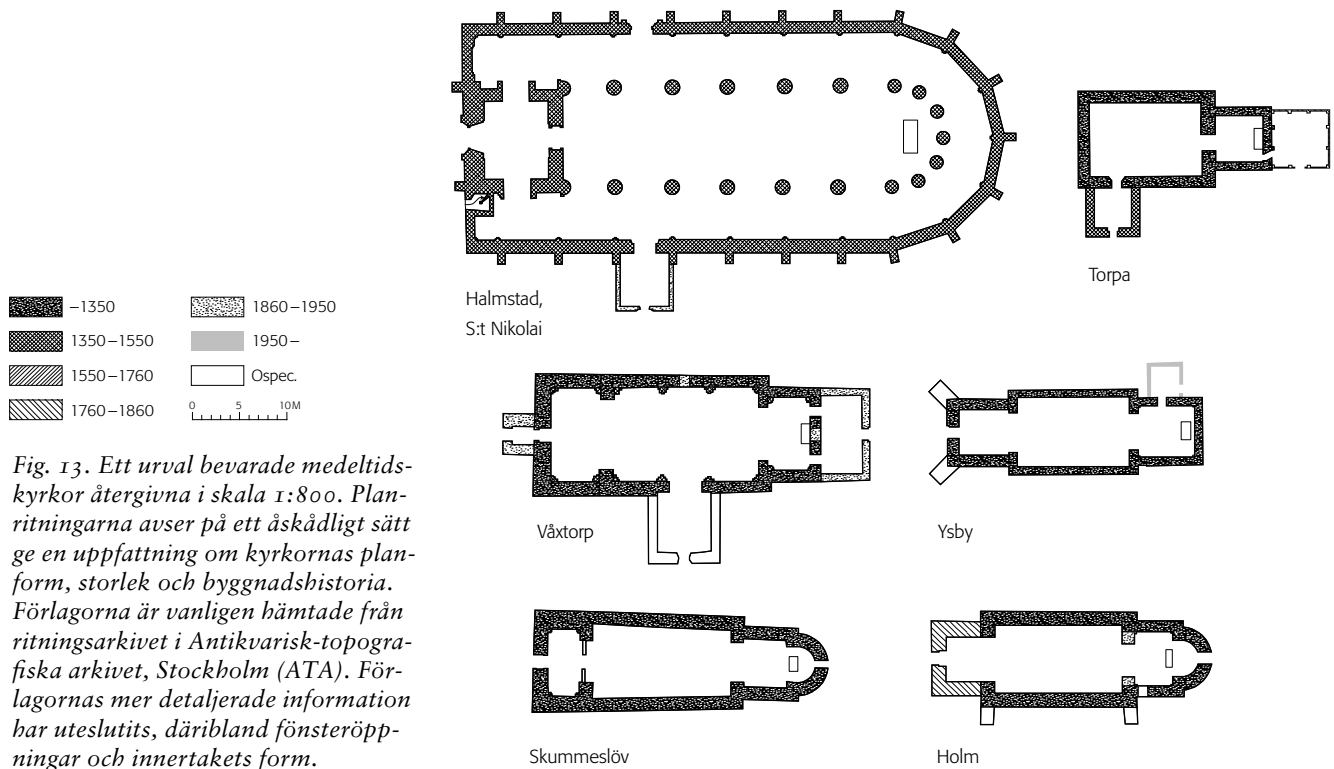 Halmstad,
S:t Nikolai
Torpa
–1350
1350–1550
1550–1760
1760–1860
1860–1950
1950–
Ospec.
0 5 10M
Våxtorp
Ysby
Skummeslöv
Holm
Fig. 13. Ett urval bevarade medeltids-
kyrkor återgivna i skala 1:800. Plan-
ritningarna avser på ett åskådligt sätt
ge en uppfattning om kyrkornas plan-
form, storlek och byggnadshistoria.
Förlagorna är vanligen hämtade från
ritningsarkivet i Antikvarisk-topogra-
fiska arkivet, Stockholm (ATA). För-
lagornas mer detaljerade information
har uteslutits, däribland fönsteröpp-
ningar och innertakets form.